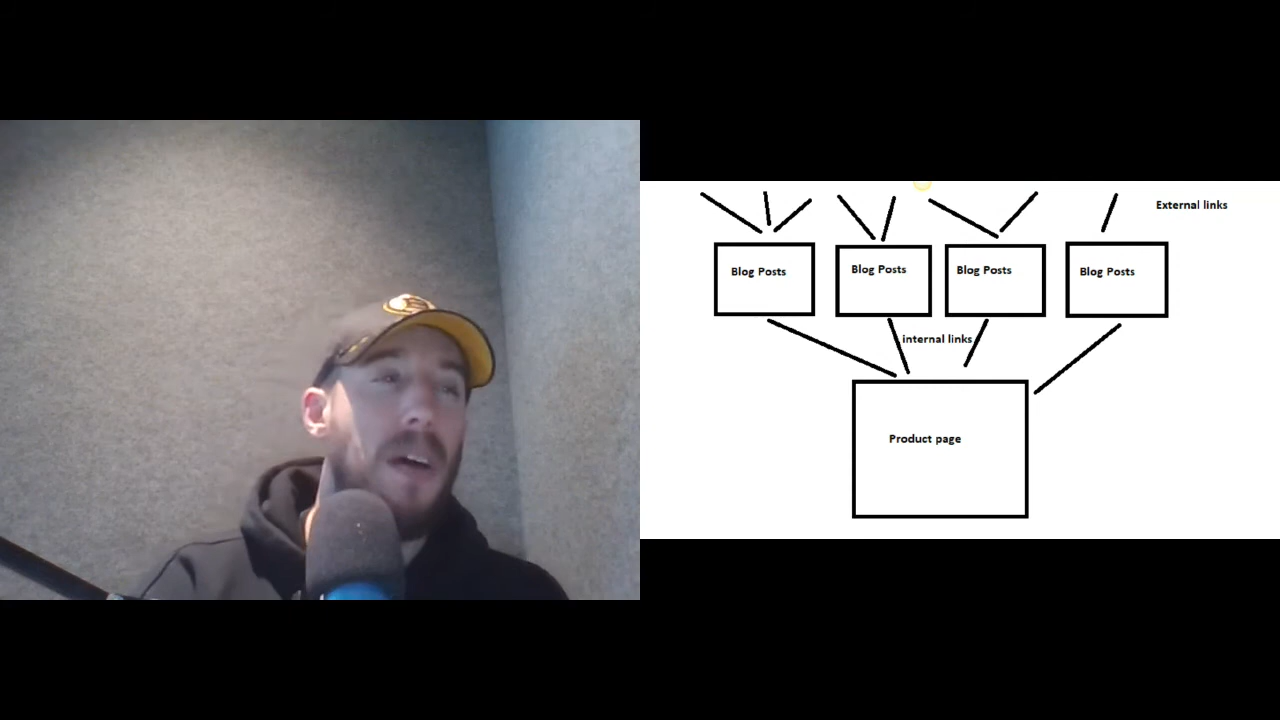 External links
Blog Posts
Blog Posts
Blog Posts
Blog Posts
internal links
Product page